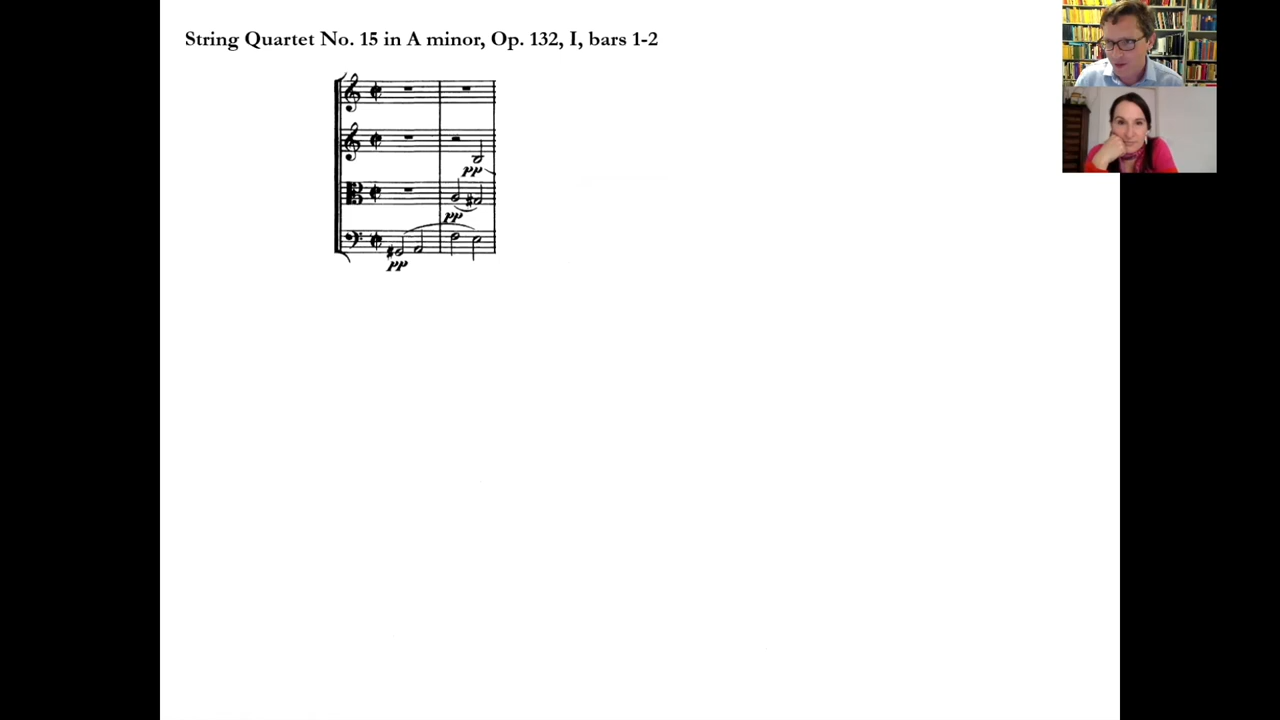 String Quartet No. 15 in A minor, Op. 132, I, bars 1-2
pp
pp
pp